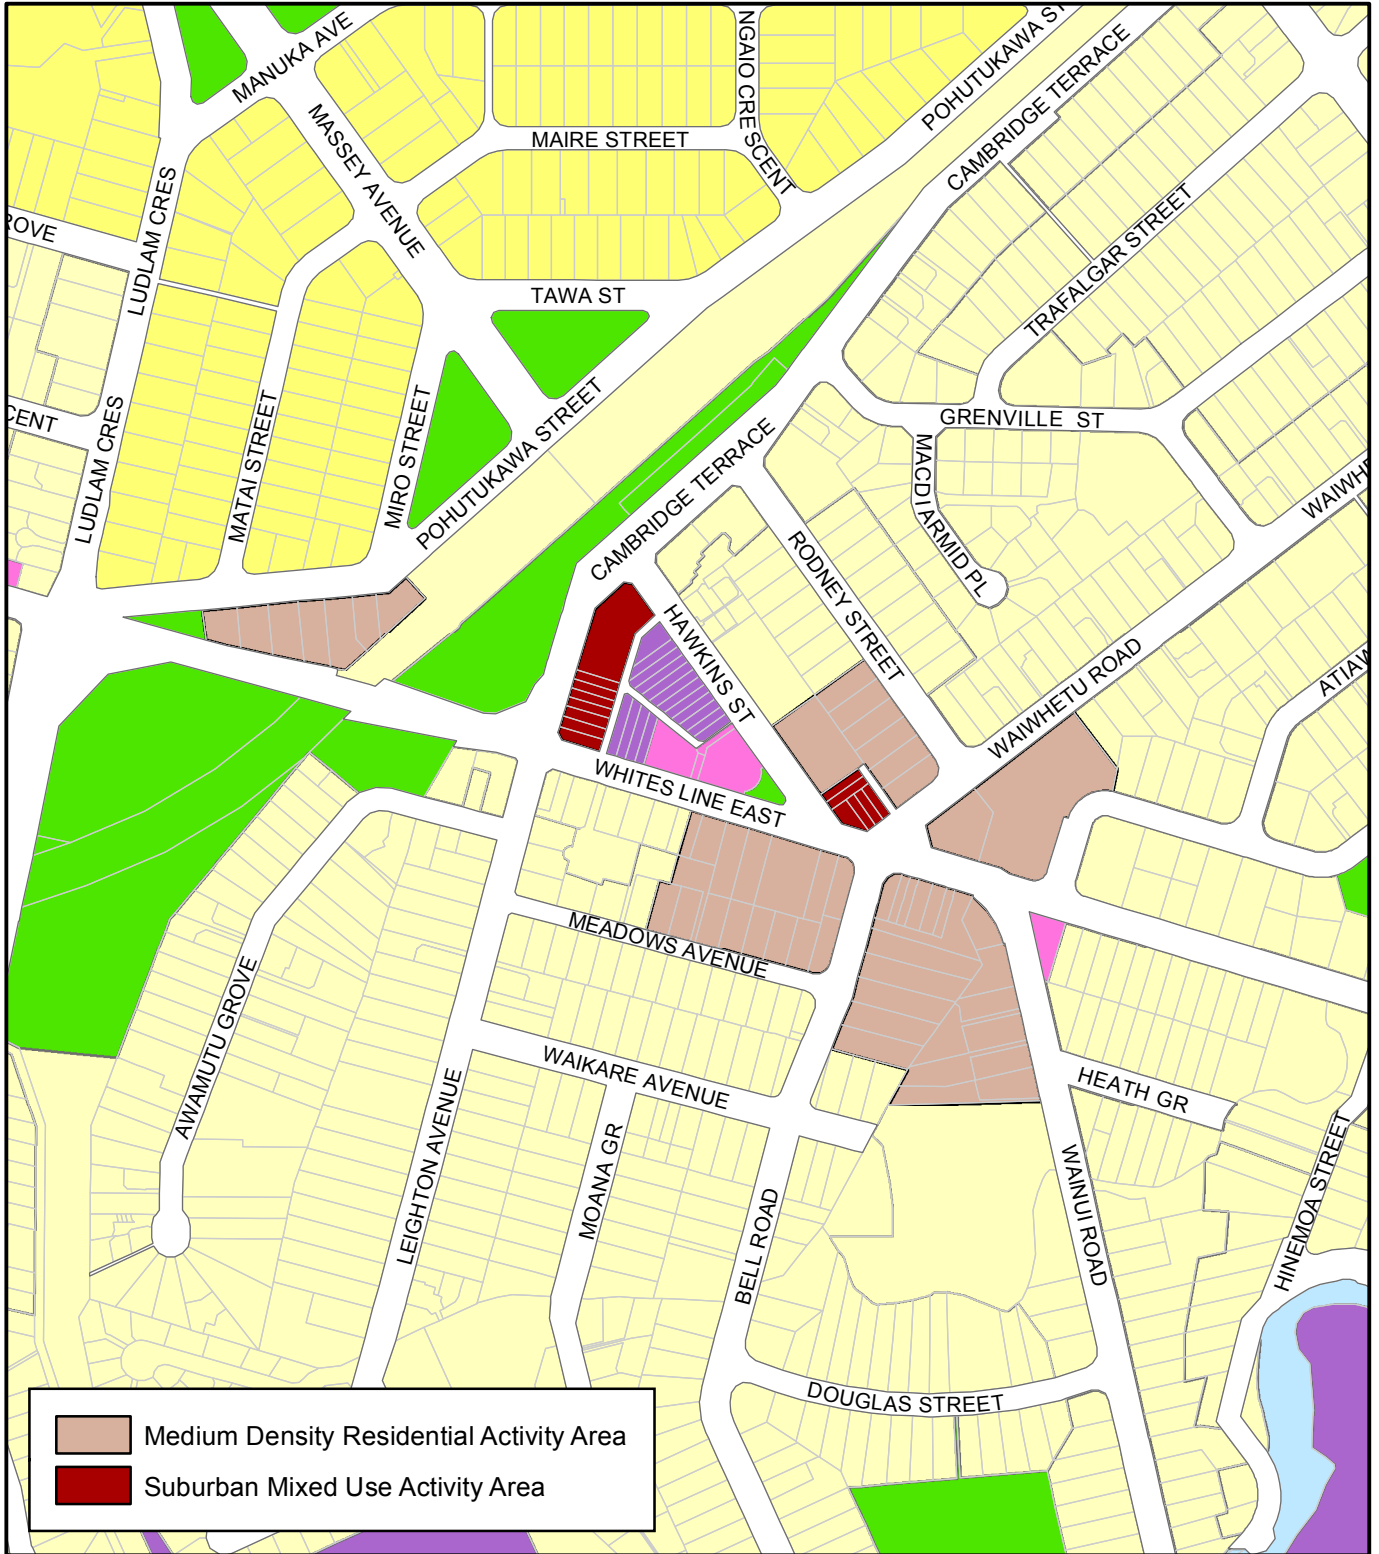 MANUKA AVE
NGAIO CRESCENT
POHUTUKAWA ST
CAMBRIDGE TERRACE
MASSEY AVENUE
MAIRE STREET
LUDLAM CRES
ROVE
TRAFALGAR STREET
TAWA ST
CENT
LUDLAM CRES
MATAI STREET
MIRO STREET
POHUTUKAWA STREET
GRENVILLE ST
CAMBRIDGE TERRACE
MACDIARMID PL
WAIWHE
RODNEY STREET
HAWKINS ST
WAIWHETU ROAD
ATIAW
WHITES LINE EAST
MEADOWS AVENUE
AWAMUTU GROVE
WAIKARE AVENUE
HEATH GR
LEIGHTON AVENUE
MOANA GR
BELL ROAD
WAINUI ROAD
HINEMOA STREET
DOUGLAS STREET
Medium Density Residential Activity Area
Suburban Mixed Use Activity Area